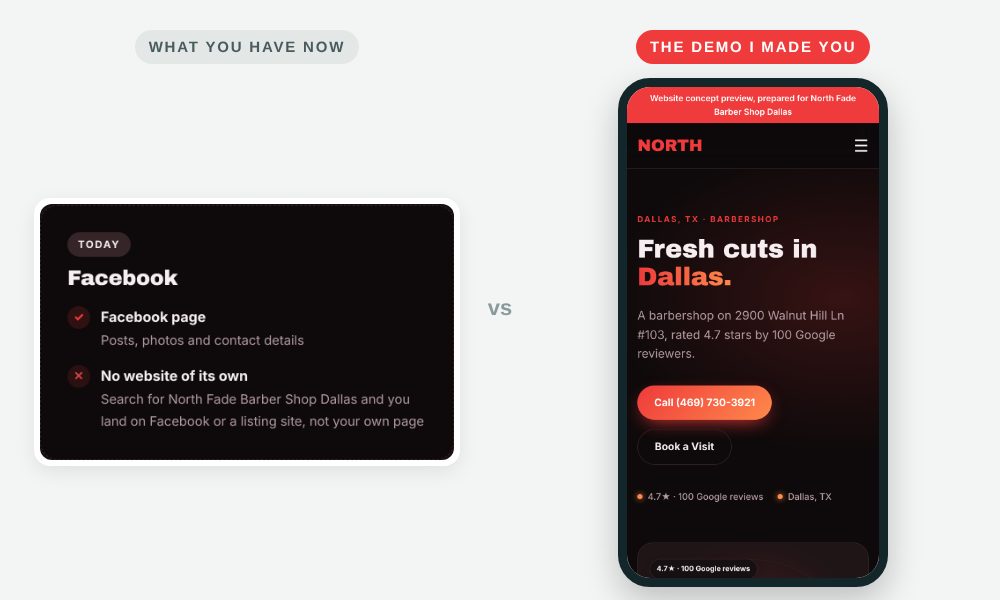 WHAT YOU HAVE NOW
TODAY
Facebook
Facebook page
Posts, photos and contact details
No website of its own
Search for North Fade Barber Shop Dallas and you
land on Facebook or a listing site, not your own page
vs
THE DEMO I MADE YOU
Website concept preview, prepared for North Fade
Barber Shop Dallas
NORTH
DALLAS, TX · BARBERSHOP
Fresh cuts in
Dallas.
A barbershop on 2900 Walnut Hill Ln
#103, rated 4.7 stars by 100 Google
reviewers.
Call (469) 730-3921
Book a Visit
4.7★ · 100 Google reviews
Dallas, TX
4.7★ · 100 Google reviews